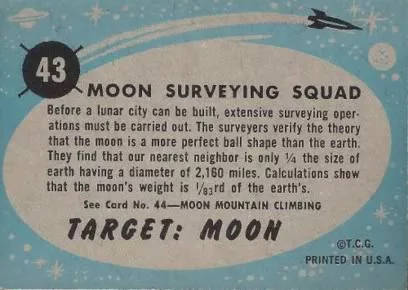 43
MOON SURVEYING SQUAD
Before a lunar city can be built, extensive surveying oper-
ations must be carried out. The surveyors verify the theory
that the moon is a more perfect ball shape than the earth.
They find that our nearest neighbor is only ¼ the size of
earth having a diameter of 2,160 miles. Calculations show
that the moon's weight is 1/83rd of the earth's.
See Card No. 44—MOON MOUNTAIN CLIMBING
TARGET: MOON
©T.C.G.
PRINTED IN U.S.A.